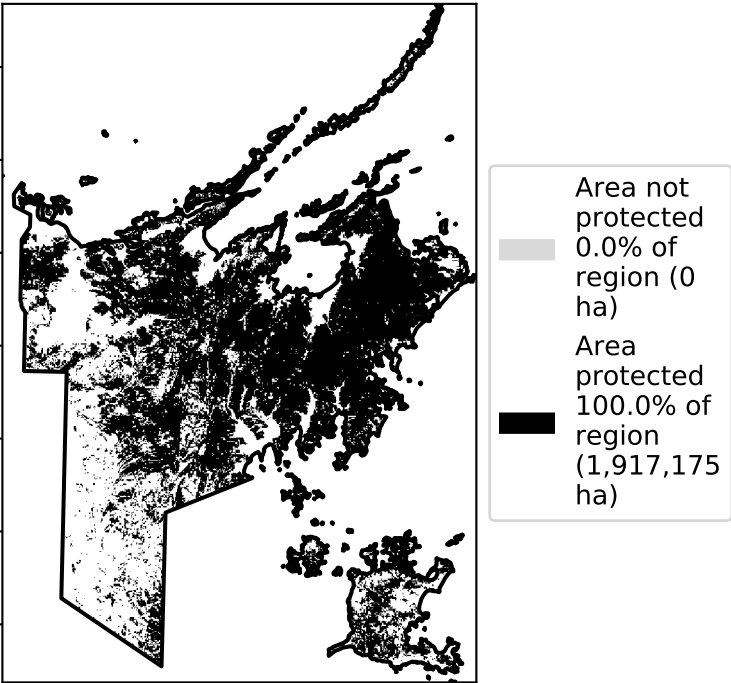 Area not
protected
0.0% of
region (0
ha)
Area
protected
100.0% of
region
(1,917,175
ha)